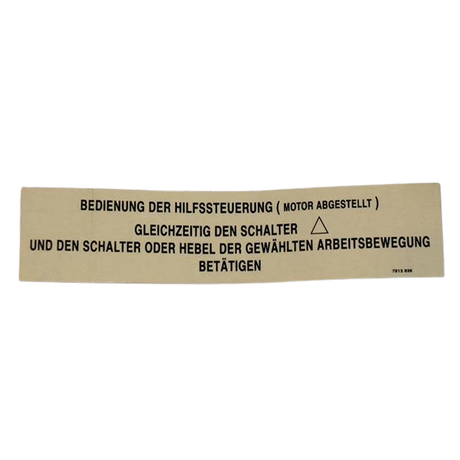 BEDIENUNG DER HILFSSTEUERUNG ( MOTOR ABGESTELLT )
GLEICHZEITIG DEN SCHALTER △
UND DEN SCHALTER ODER HEBEL DER GEWÄHLTEN ARBEITSBEWEGUNG
BETÄTIGEN